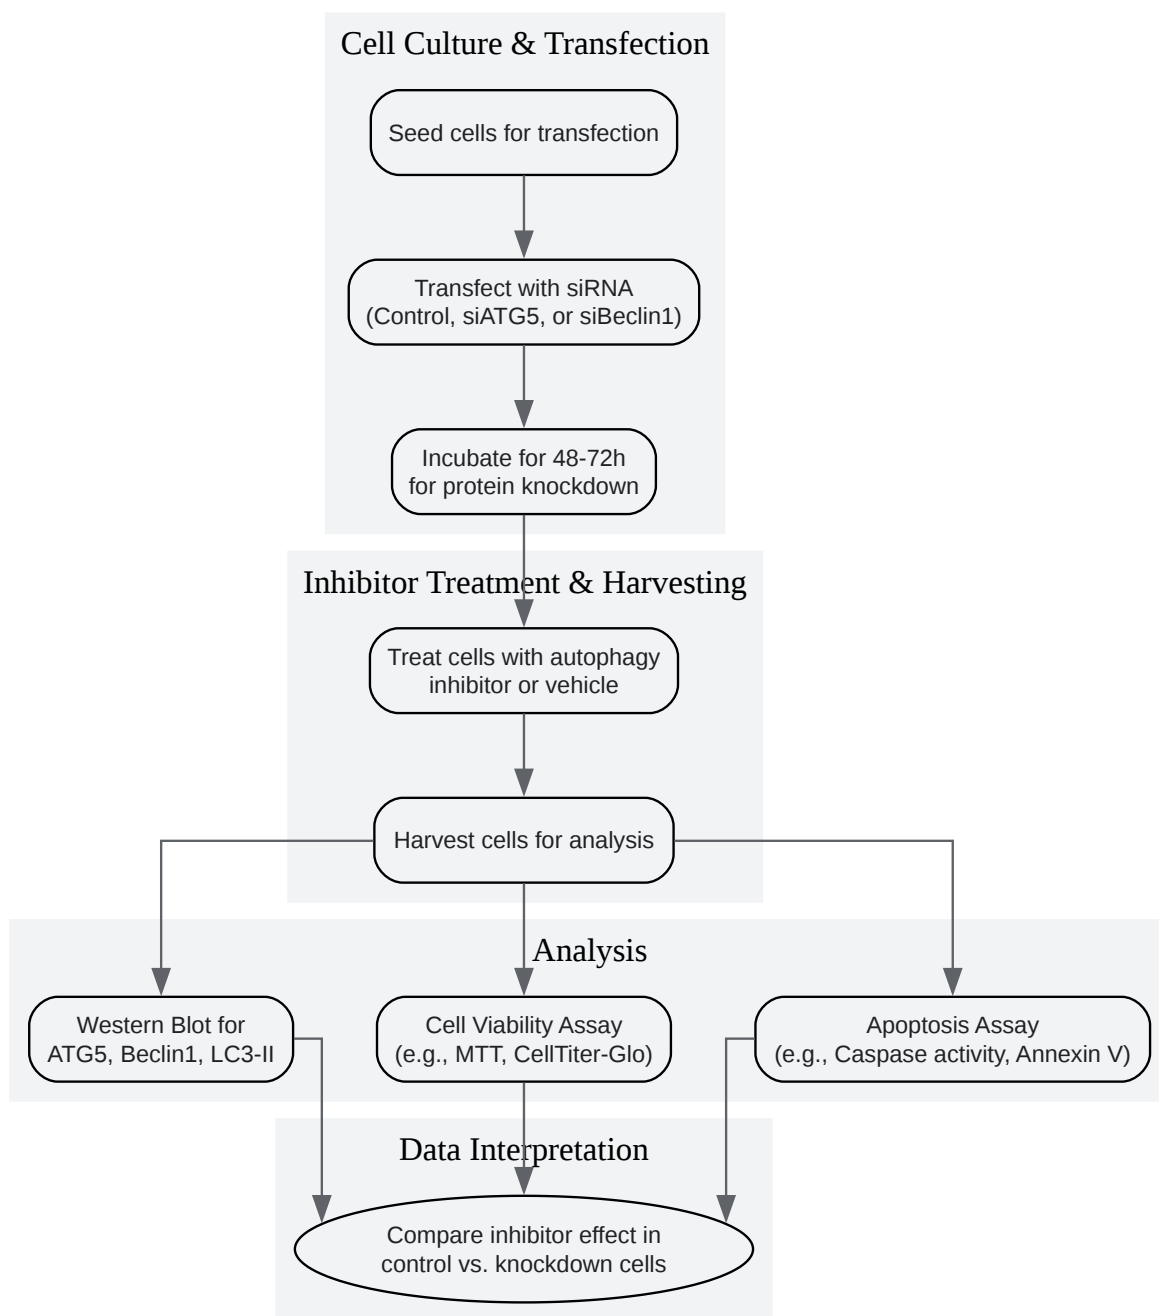 Cell Culture & Transfection
Seed cells for transfection
Transfect with siRNA
(Control, siATG5, or siBeclin1)
Incubate for 48-72h
for protein knockdown
Inhibitor Treatment & Harvesting
Treat cells with autophagy
inhibitor or vehicle
Harvest cells for analysis
Analysis
Western Blot for
ATG5, Beclin1, LC3-II
Cell Viability Assay
(e.g., MTT, CellTiter-Glo)
Apoptosis Assay
(e.g., Caspase activity, Annexin V)
Data Interpretation
Compare inhibitor effect in
control vs. knockdown cells